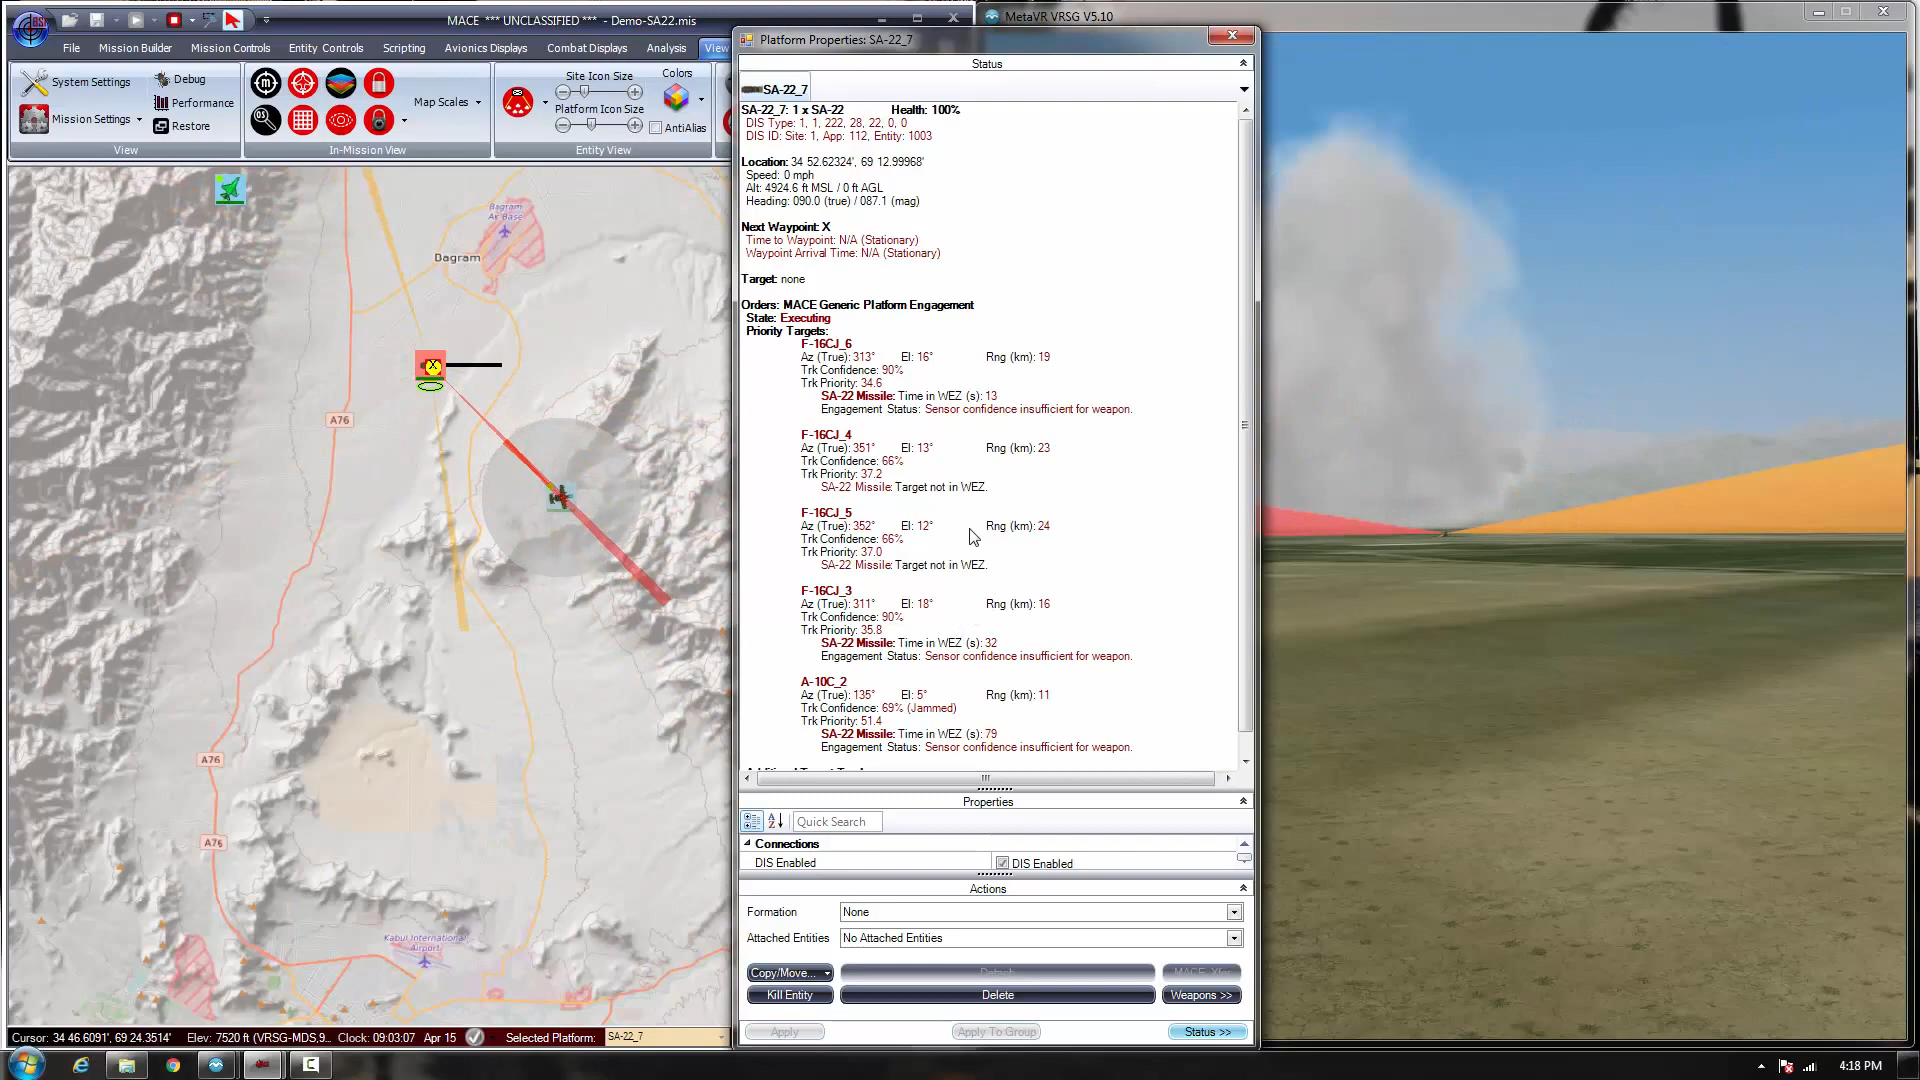 MACE *** UNCLASSIFIED *** - Demo-SA22.mis
File
Mission Builder
Mission Controls
Entity Controls
Scripting
Avionics Displays
Combat Displays
Analysis
View
System Settings
Mission Settings
Debug
Performance
Restore
View
Map Scales
In-Mission View
Site Icon Size
Platform Icon Size
Colors
AntiAlias
Entity View
Bagram
Air Base
Bagram
X
A76
A76
A76
Kabul International
Airport
Cursor: 34 46.6091', 69 24.3514'
Elev: 7520 ft (VRSG-MDS,9...
Clock: 09:03:07
Apr 15
Selected Platform:
SA-22_7
Platform Properties: SA-22_7
Status
SA-22_7
SA-22_7: 1 x SA-22 Health: 100%
DIS Type: 1, 1, 222, 28, 22, 0, 0
DIS ID: Site: 1, App: 112, Entity: 1003
Location: 34 52.62324', 69 12.99968'
Speed: 0 mph
Alt: 4924.6 ft MSL / 0 ft AGL
Heading: 090.0 (true) / 087.1 (mag)
Next Waypoint: X
Time to Waypoint: N/A (Stationary)
Waypoint Arrival Time: N/A (Stationary)
Target: none
Orders: MACE Generic Platform Engagement
State: Executing
Priority Targets:
F-16CJ_6
Az (True): 313° El: 16° Rng (km): 19
Trk Confidence: 90%
Trk Priority: 34.6
SA-22 Missile: Time in WEZ (s): 13
Engagement Status: Sensor confidence insufficient for weapon.
F-16CJ_4
Az (True): 351° El: 13° Rng (km): 23
Trk Confidence: 66%
Trk Priority: 37.2
SA-22 Missile: Target not in WEZ.
F-16CJ_5
Az (True): 352° El: 12° Rng (km): 24
Trk Confidence: 66%
Trk Priority: 37.0
SA-22 Missile: Target not in WEZ.
F-16CJ_3
Az (True): 311° El: 18° Rng (km): 16
Trk Confidence: 90%
Trk Priority: 35.8
SA-22 Missile: Time in WEZ (s): 32
Engagement Status: Sensor confidence insufficient for weapon.
A-10C_2
Az (True): 135° El: 5° Rng (km): 11
Trk Confidence: 69% (Jammed)
Trk Priority: 51.4
SA-22 Missile: Time in WEZ (s): 79
Engagement Status: Sensor confidence insufficient for weapon.
Properties
Quick Search
Connections
DIS Enabled
DIS Enabled
Actions
Formation
None
Attached Entities
No Attached Entities
Copy/Move...
Detach
Kill Entity
Delete
Weapons >>
Apply
Apply To Group
Status >>
MetaVR VRSG V5.10
4:18 PM